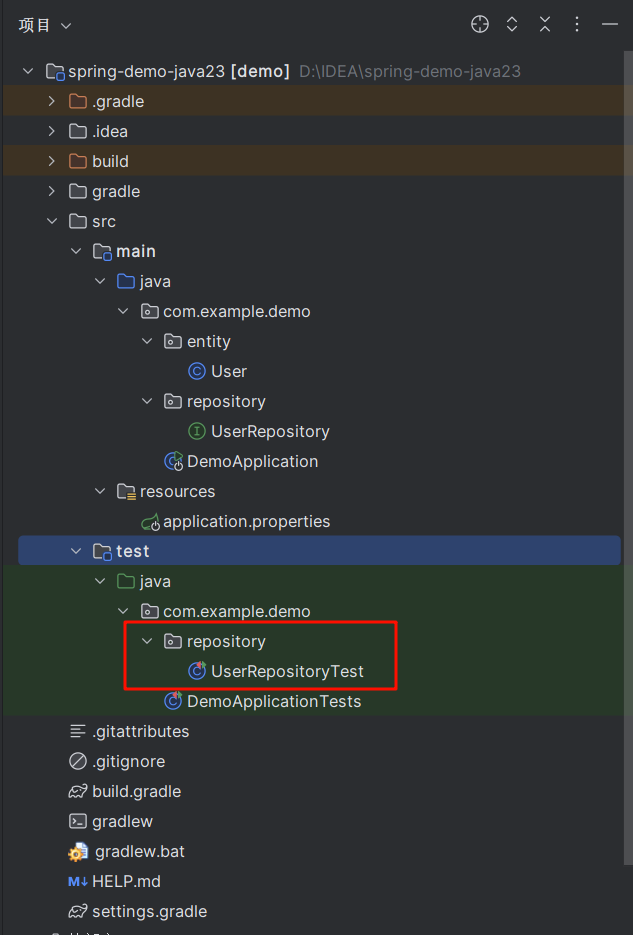 项目
spring-demo-java23 [demo] D:\IDEA\spring-demo-java23
.gradle
.idea
build
gradle
src
main
java
com.example.demo
entity
User
repository
UserRepository
DemoApplication
resources
application.properties
test
java
com.example.demo
repository
UserRepositoryTest
DemoApplicationTests
.gitattributes
.gitignore
build.gradle
gradlew
gradlew.bat
HELP.md
settings.gradle